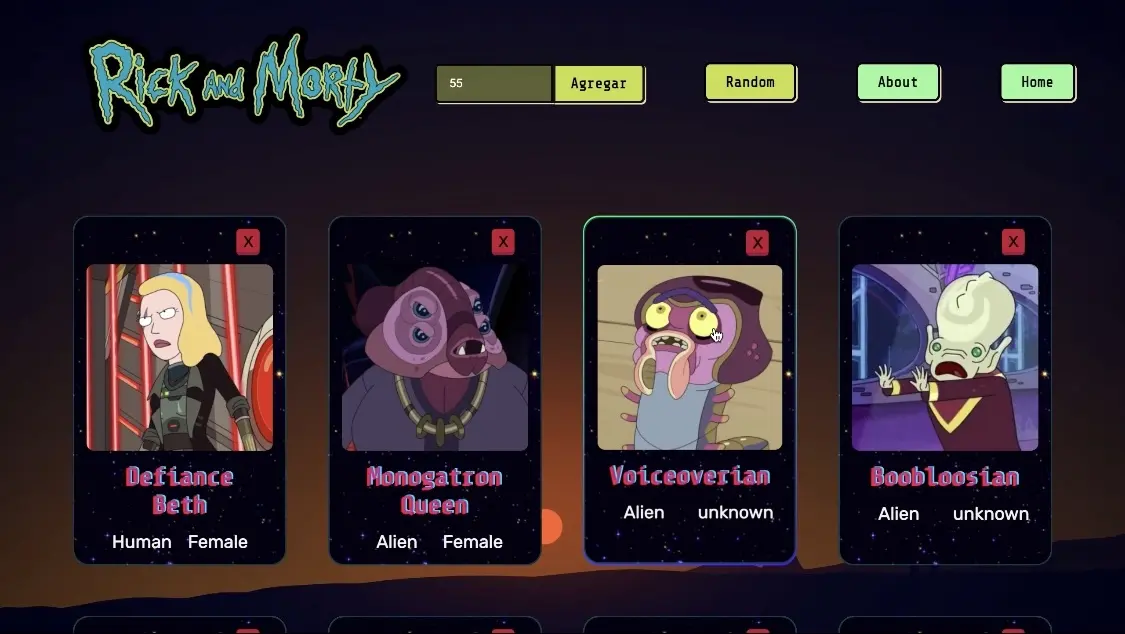 Rick and Morty
55
Agregar
Random
About
Home
X
X
X
X
Defiance
Beth
Monogatron
Queen
Voiceoverian
Boobloosian
Human Female
Alien Female
Alien unknown
Alien unknown